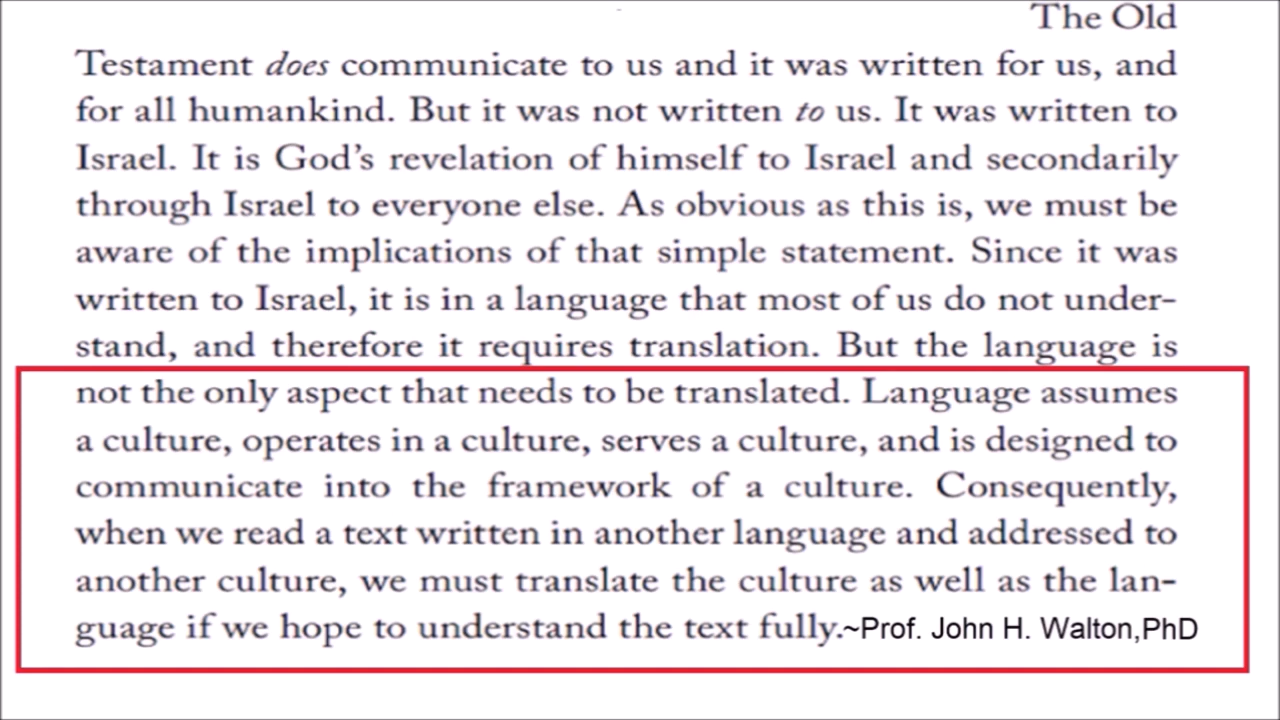 The Old
Testament does communicate to us and it was written for us, and
for all humankind. But it was not written to us. It was written to
Israel. It is God's revelation of himself to Israel and secondarily
through Israel to everyone else. As obvious as this is, we must be
aware of the implications of that simple statement. Since it was
written to Israel, it is in a language that most of us do not under-
stand, and therefore it requires translation. But the language is
not the only aspect that needs to be translated. Language assumes
a culture, operates in a culture, serves a culture, and is designed to
communicate into the framework of a culture. Consequently,
when we read a text written in another language and addressed to
another culture, we must translate the culture as well as the lan-
guage if we hope to understand the text fully.~Prof. John H. Walton,PhD